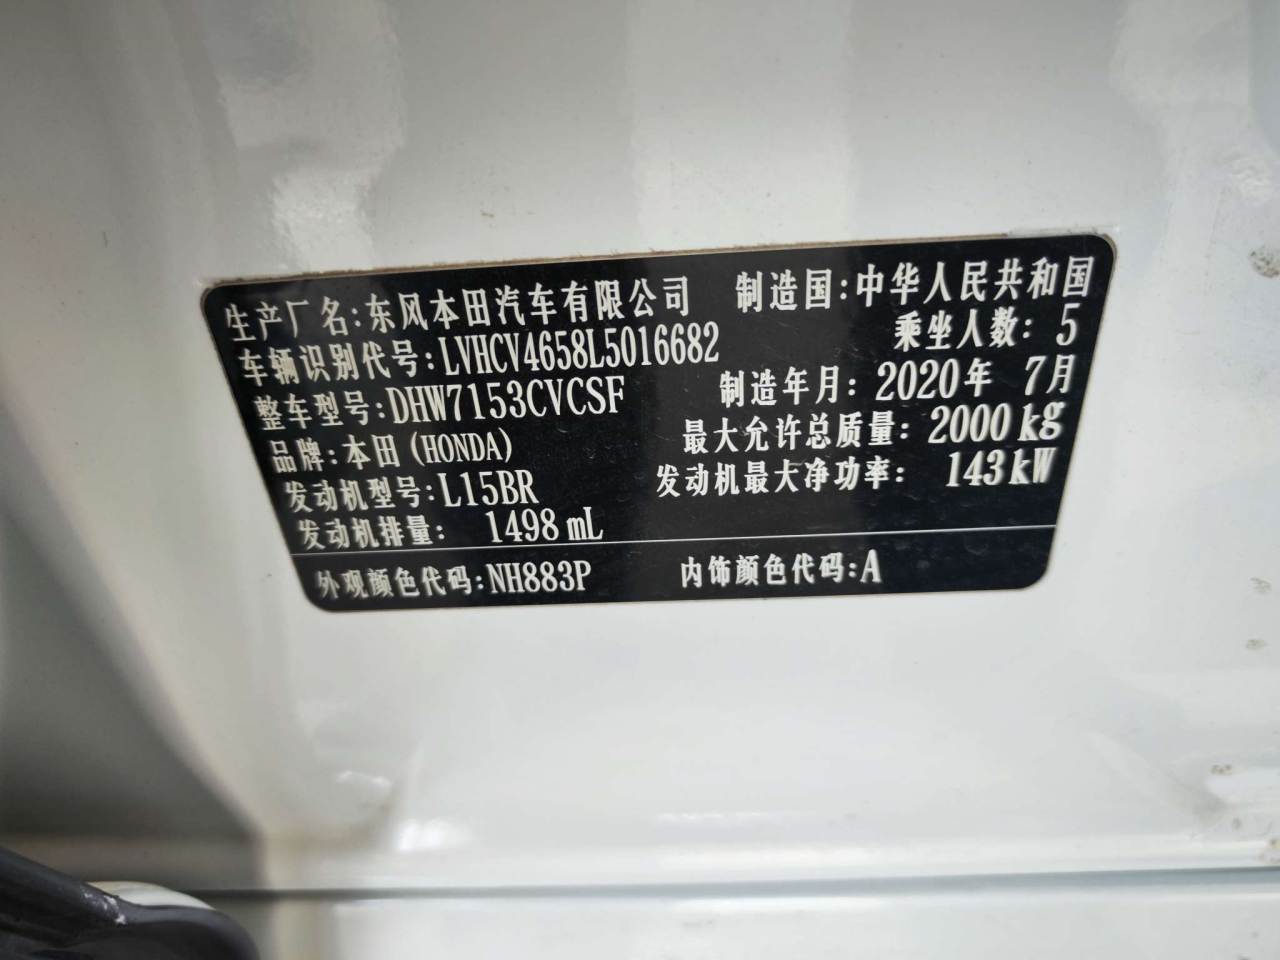 生产厂名:东风本田汽车有限公司 制造国:中华人民共和国
车辆识别代号:LVHCV4658L5016682 乘坐人数:5
整车型号:DHW7153CVCSF 制造年月:2020年 7月
品牌:本田(HONDA) 最大允许总质量:2000kg
发动机型号:L15BR 发动机最大净功率:143kW
发动机排量: 1498 mL
外观颜色代码:NH883P 内饰颜色代码:A